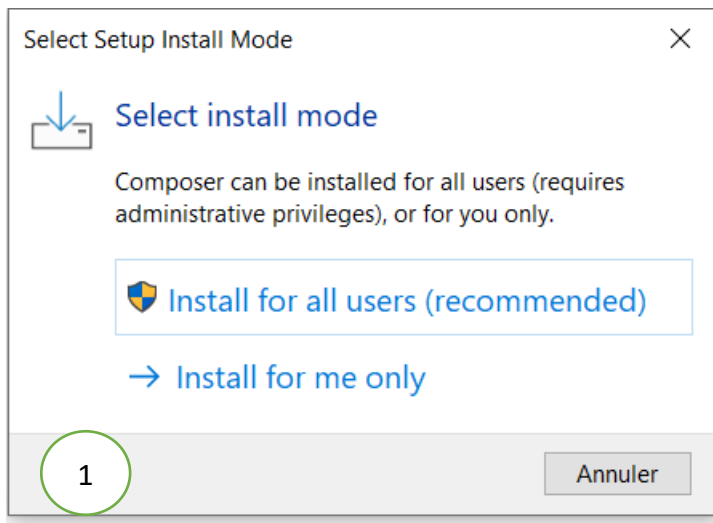 Select Setup Install Mode
Select install mode
Composer can be installed for all users (requires
administrative privileges), or for you only.
Install for all users (recommended)
Install for me only
1
Annuler